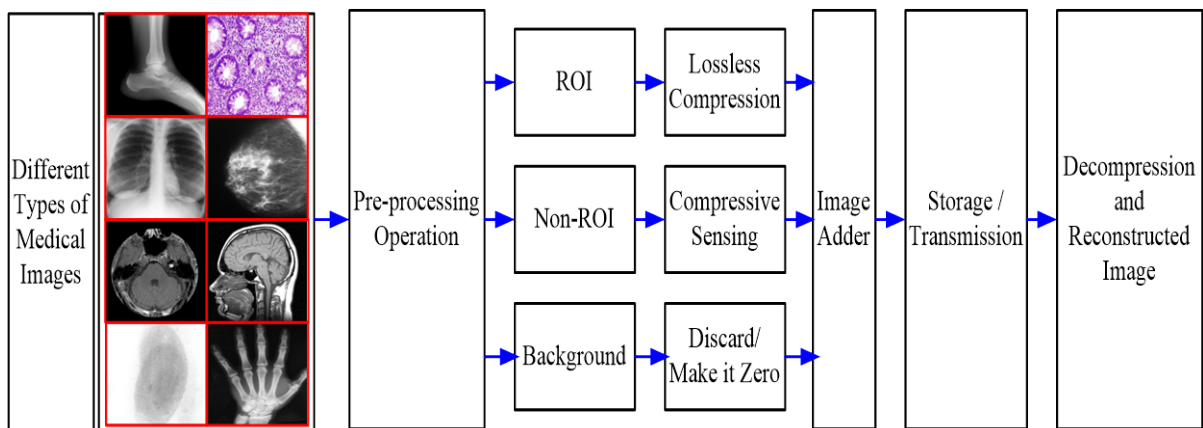 Different
Types of
Medical
Images
Pre-processing
Operation
ROI
Lossless
Compression
Non-ROI
Compressive
Sensing
Background
Discard/
Make it Zero
Image
Adder
Storage /
Transmission
Decompression
and
Reconstructed
Image